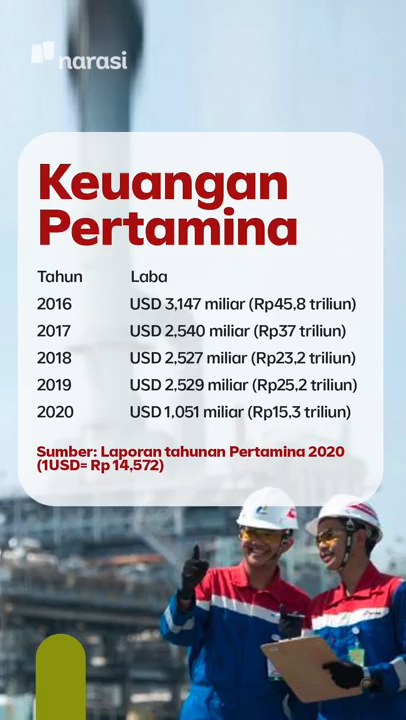 narasi
Keuangan
Pertamina
Tahun Laba
2016 USD 3,147 miliar (Rp45,8 triliun)
2017 USD 2,540 miliar (Rp37 triliun)
2018 USD 2,527 miliar (Rp23,2 triliun)
2019 USD 2,529 miliar (Rp25,2 triliun)
2020 USD 1,051 miliar (Rp15,3 triliun)
Sumber: Laporan tahunan Pertamina 2020
(1USD= Rp 14,572)